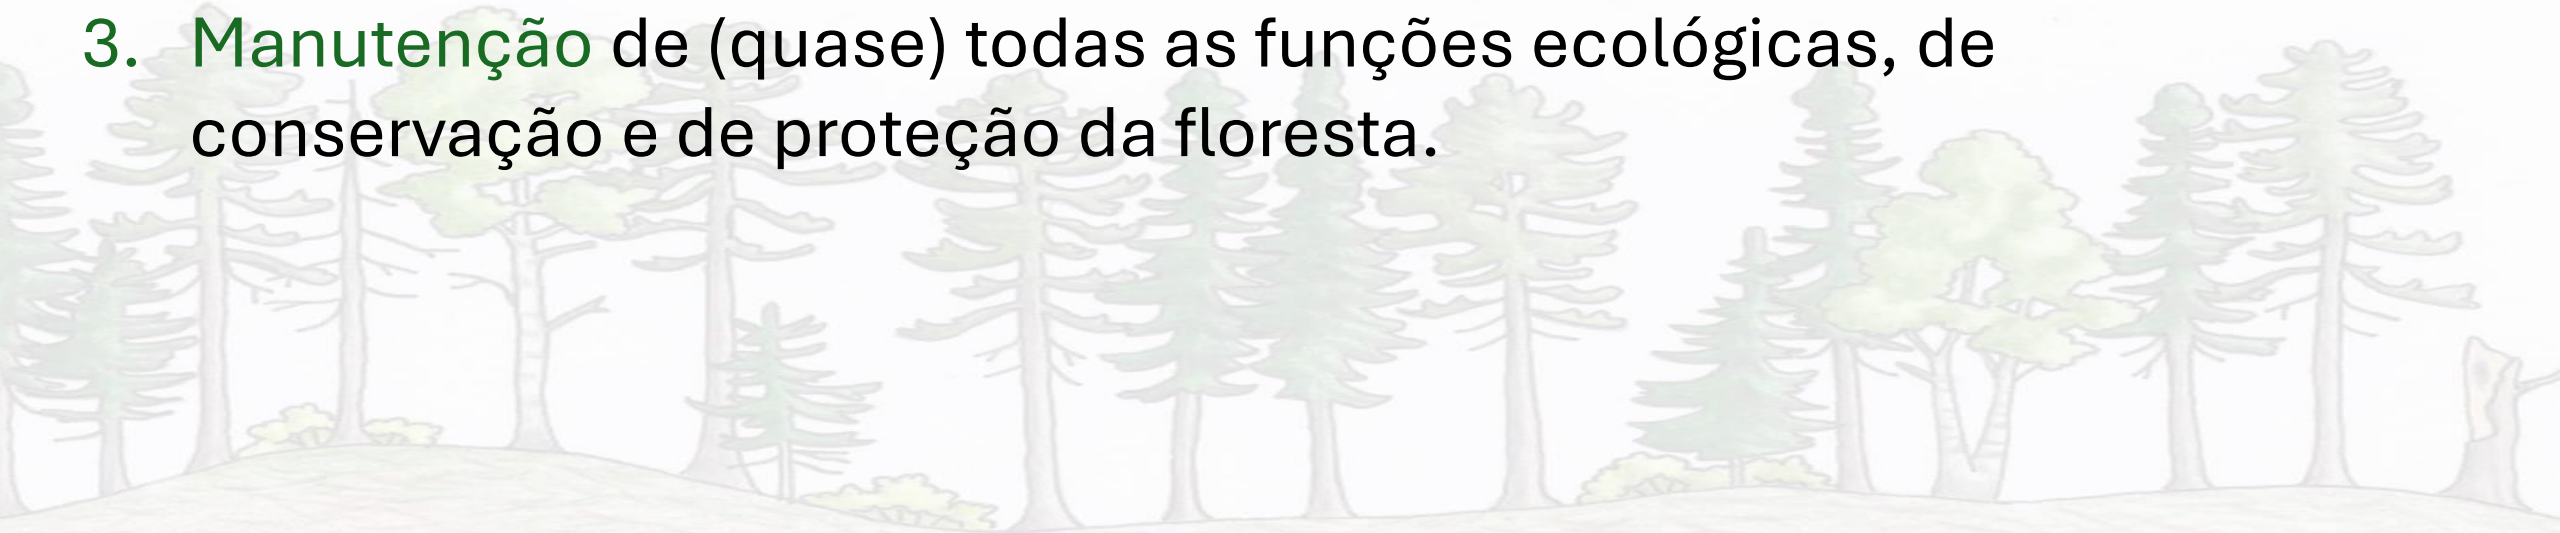 3. Manutenção de (quase) todas as funções ecológicas, de
conservação e de proteção da floresta.